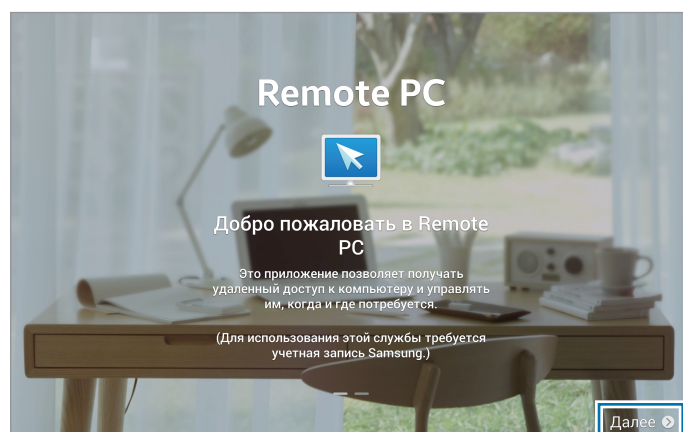 Remote PC
Добро пожаловать в Remote
PC
Это приложение позволяет получать
удаленный доступ к компьютеру и управлять
им, когда и где потребуется.
(Для использования этой службы требуется
учетная запись Samsung.)
Далее